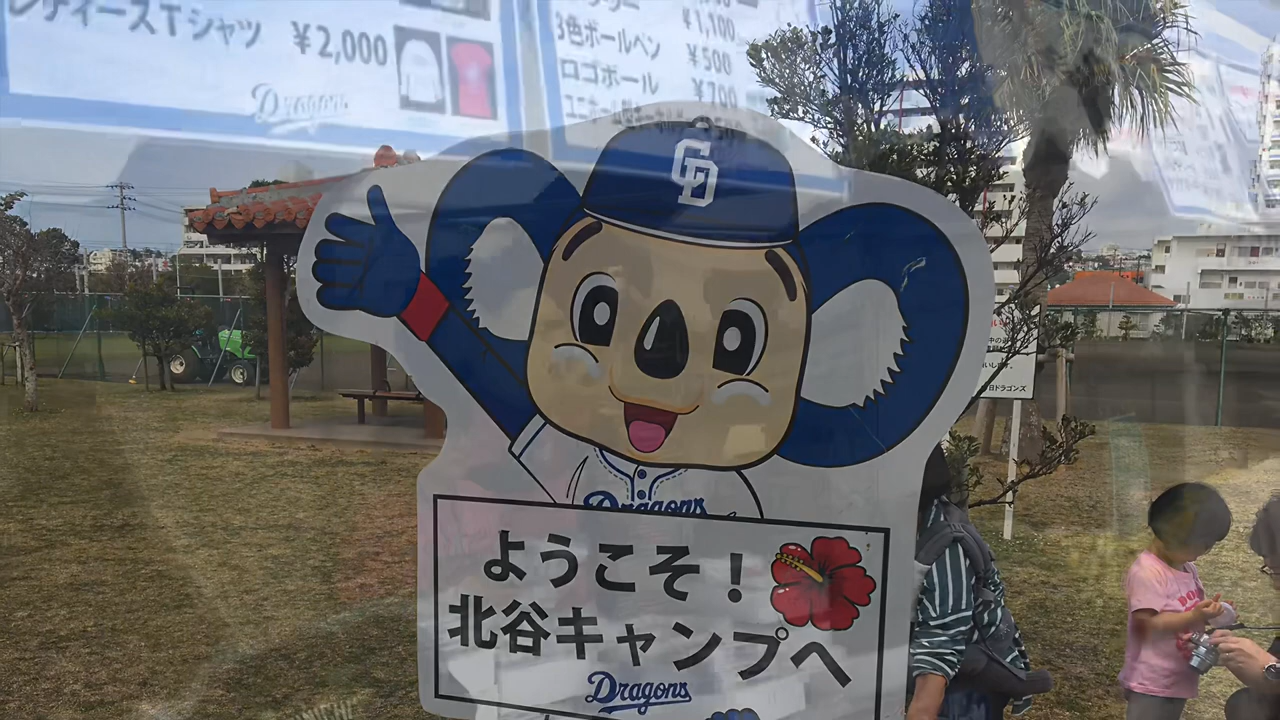 レディースTシャツ ¥2,000
Dragons
¥1,100
3色ボールペン ¥500
ロゴボール ¥700
CD
Dragons
ようこそ！
北谷キャンプへ
Dragons
ドラゴンズ